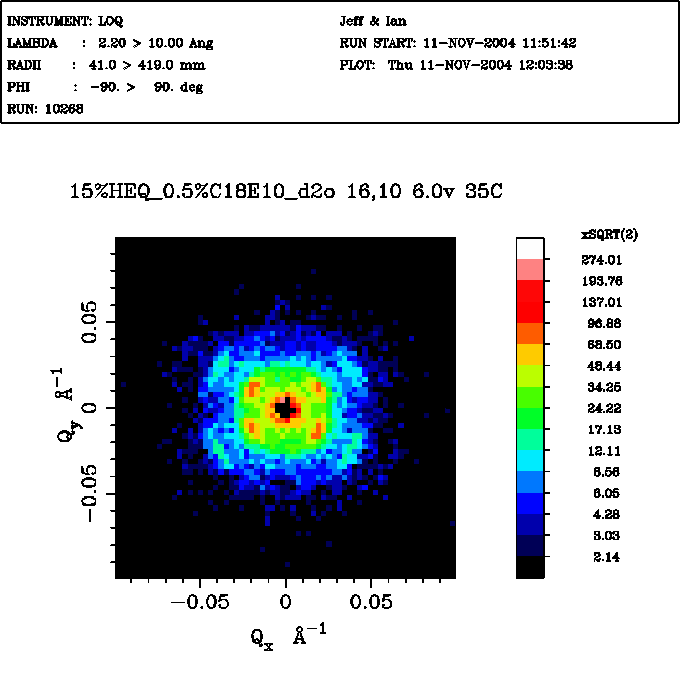 INSTRUMENT: LOQ Jeff & Ian
LAMBDA : 2.20 > 10.00 Ang RUN START: 11-NOV-2004 11:51:42
RADII : 41.0 > 419.0 mm PLOT: Thu 11-NOV-2004 12:03:38
PHI : -90. > 90. deg
RUN: 10268
15%HEQ_0.5%C18E10_d2o 16,10 6.0v 35C
xSQRT(2)
274.01
193.76
137.01
96.88
68.50
48.44
34.25
24.22
17.13
12.11
8.56
6.05
4.28
3.03
2.14
0.05
0
−0.05
Qy Å−1
−0.05 0 0.05
Qx Å−1